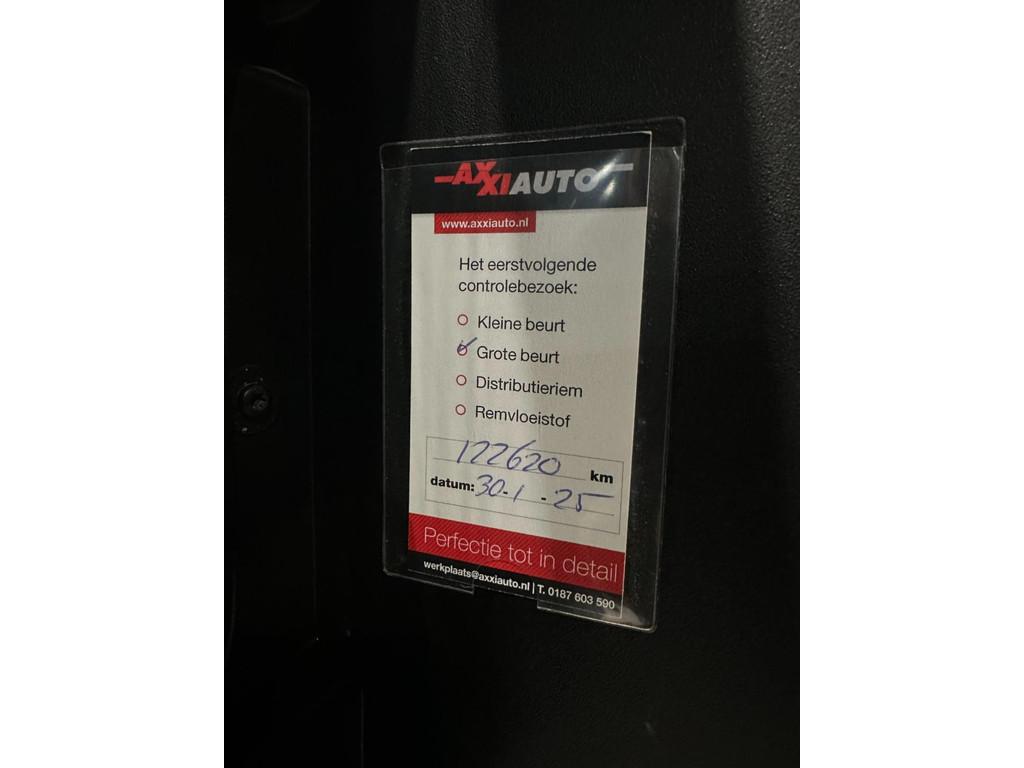 AXXIAUTO
www.axxiauto.nl
Het eerstvolgende
controlebezoek:
Kleine beurt
Grote beurt
Distributieriem
Remvloeistof
122620 km
datum: 30-1-25
Perfectie tot in detail
werkplaats@axxiauto.nl | T. 0187 603 590